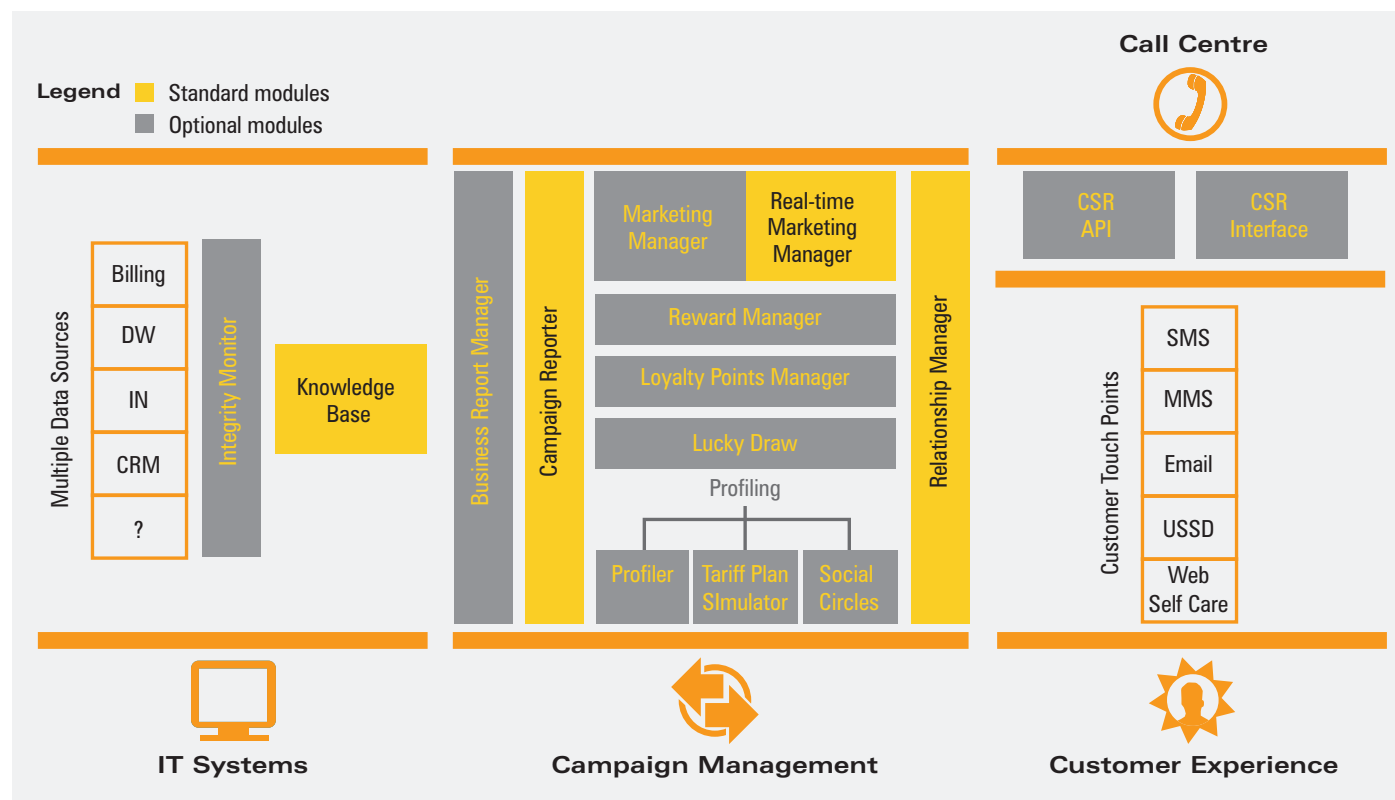 Call Centre
Legend
Standard modules
Optional modules
Multiple Data Sources
Billing
DW
IN
CRM
?
Integrity Monitor
Knowledge
Base
Business Report Manager
Campaign Reporter
Marketing
Manager
Real-time
Marketing
Manager
Reward Manager
Loyalty Points Manager
Lucky Draw
Profiling
Profiler
Tariff Plan
SImulator
Social
Circles
Relationship Manager
CSR
API
CSR
Interface
Customer Touch Points
SMS
MMS
Email
USSD
Web
Self Care
IT Systems
Campaign Management
Customer Experience